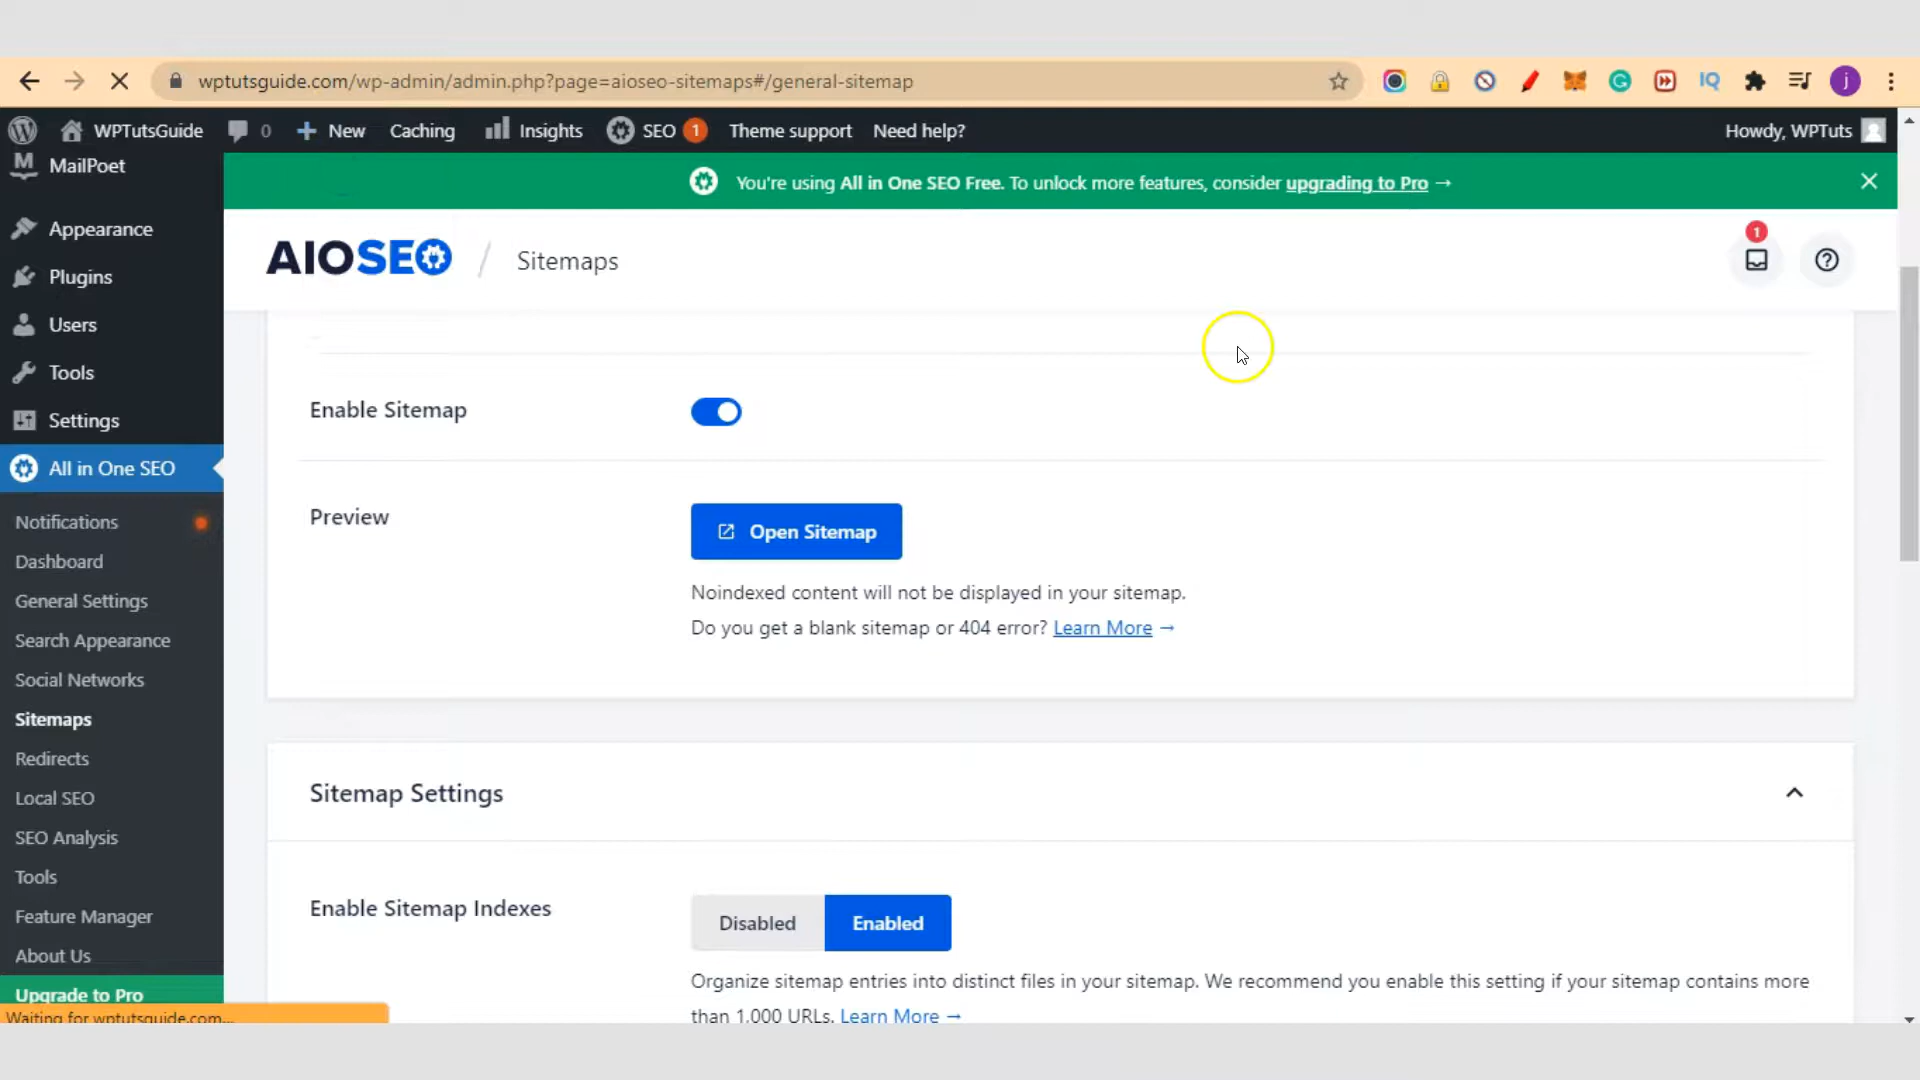 wptutsguide.com/wp-admin/admin.php?page=aioseo-sitemaps#/general-sitemap
IQ
j
WPTutsGuide
0
New
Caching
Insights
SEO
1
Theme support
Need help?
Howdy, WPTuts
MailPoet
Appearance
Plugins
Users
Tools
Settings
All in One SEO
Notifications
Dashboard
General Settings
Search Appearance
Social Networks
Sitemaps
Redirects
Local SEO
SEO Analysis
Tools
Feature Manager
About Us
Upgrade to Pro
Waiting for wptutsguide.com...
You're using All in One SEO Free. To unlock more features, consider upgrading to Pro →
AIOSEO / Sitemaps
1
Enable Sitemap
Preview
Open Sitemap
Noindexed content will not be displayed in your sitemap.
Do you get a blank sitemap or 404 error? Learn More →
Sitemap Settings
Enable Sitemap Indexes
Disabled
Enabled
Organize sitemap entries into distinct files in your sitemap. We recommend you enable this setting if your sitemap contains more
than 1,000 URLs. Learn More →